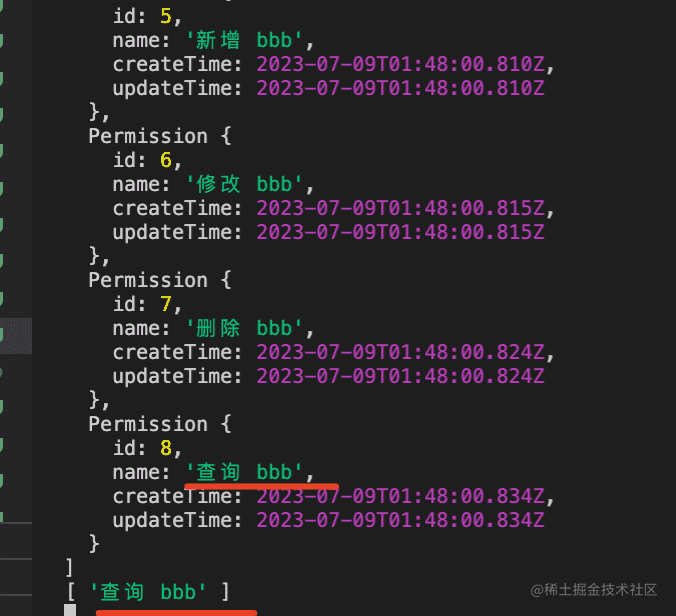 id: 5,
name: '新增 bbb',
createTime: 2023-07-09T01:48:00.810Z,
updateTime: 2023-07-09T01:48:00.810Z
},
Permission {
id: 6,
name: '修改 bbb',
createTime: 2023-07-09T01:48:00.815Z,
updateTime: 2023-07-09T01:48:00.815Z
},
Permission {
id: 7,
name: '删除 bbb',
createTime: 2023-07-09T01:48:00.824Z,
updateTime: 2023-07-09T01:48:00.824Z
},
Permission {
id: 8,
name: '查询 bbb',
createTime: 2023-07-09T01:48:00.834Z,
updateTime: 2023-07-09T01:48:00.834Z
}
]
[ '查询 bbb' ]
@稀土掘金技术社区